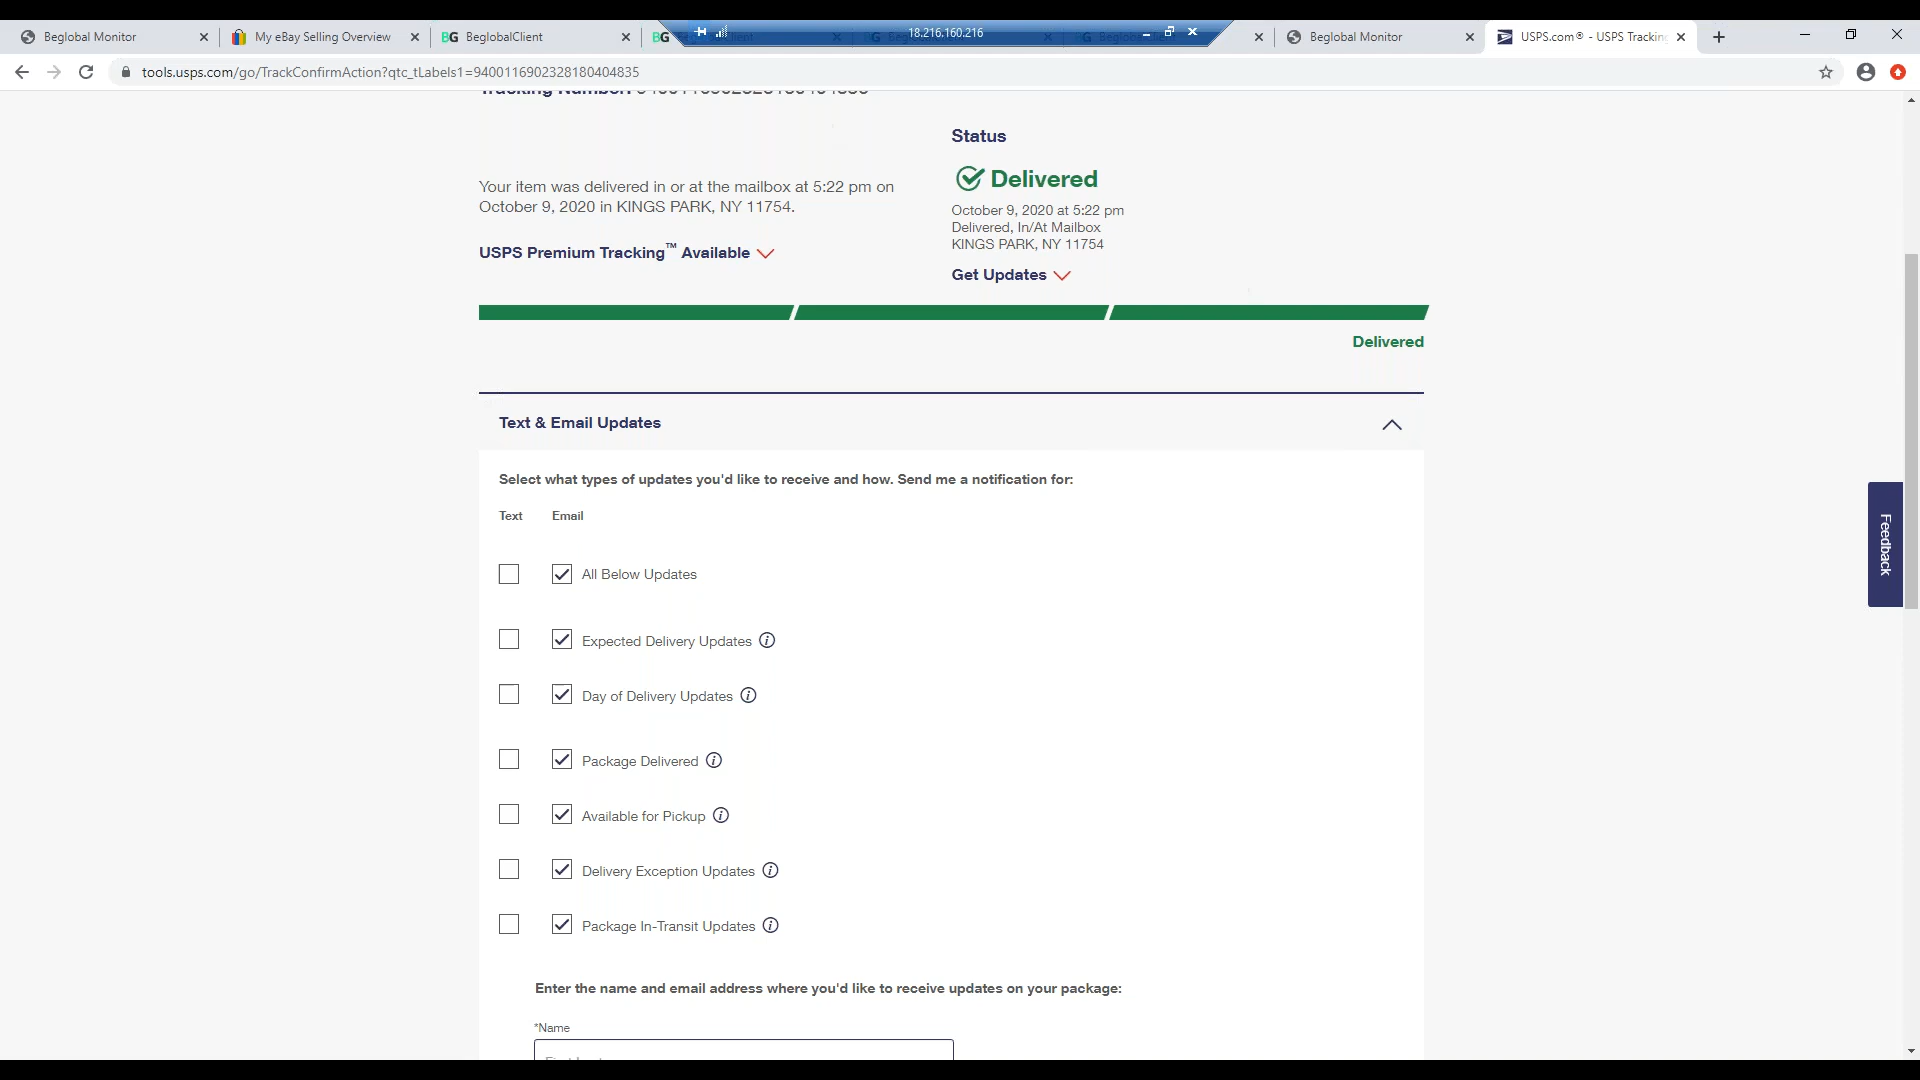 Beglobal Monitor
My eBay Selling Overview
BG BeglobalClient
BG
18.216.160.216
Beglobal Monitor
USPS.com® - USPS Tracking
tools.usps.com/go/TrackConfirmAction?qtc_tLabels1=9400116902328180404835
Tracking Number: 9400116902328180404835
Status
Delivered
Your item was delivered in or at the mailbox at 5:22 pm on
October 9, 2020 in KINGS PARK, NY 11754.
October 9, 2020 at 5:22 pm
Delivered, In/At Mailbox
KINGS PARK, NY 11754
USPS Premium Tracking™ Available
Get Updates
Delivered
Text & Email Updates
Select what types of updates you'd like to receive and how. Send me a notification for:
Text Email
All Below Updates
Expected Delivery Updates
Day of Delivery Updates
Package Delivered
Available for Pickup
Delivery Exception Updates
Package In-Transit Updates
Enter the name and email address where you'd like to receive updates on your package:
*Name
Feedback